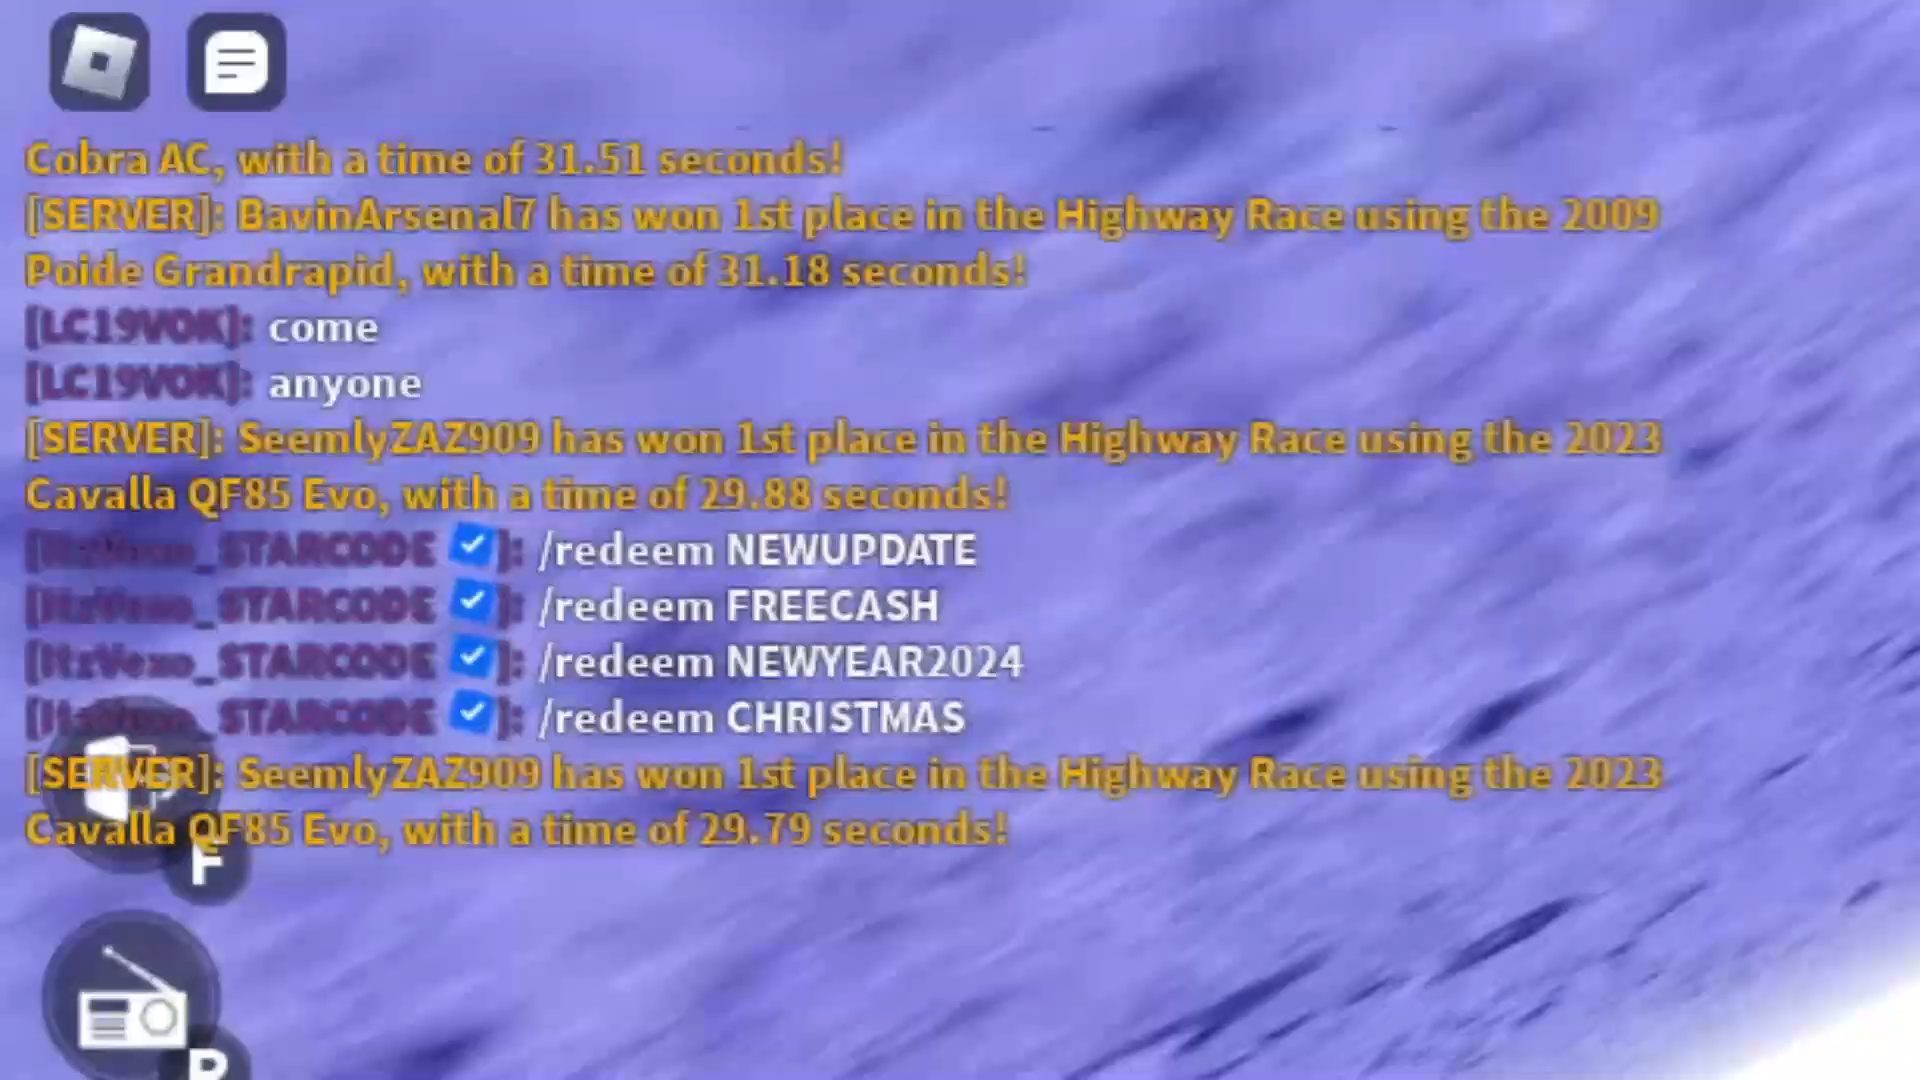 Cobra AC, with a time of 31.51 seconds!
[SERVER]: BavinArsenal7 has won 1st place in the Highway Race using the 2009
Poide Grandrapid, with a time of 31.18 seconds!
[LC19VOK]: come
[LC19VOK]: anyone
[SERVER]: SeemlyZAZ909 has won 1st place in the Highway Race using the 2023
Cavalla QF85 Evo, with a time of 29.88 seconds!
[ItzVexo_STARCODE ✓]: /redeem NEWUPDATE
[ItzVexo_STARCODE ✓]: /redeem FREECASH
[ItzVexo_STARCODE ✓]: /redeem NEWYEAR2024
[ItzVexo_STARCODE ✓]: /redeem CHRISTMAS
[SERVER]: SeemlyZAZ909 has won 1st place in the Highway Race using the 2023
Cavalla QF85 Evo, with a time of 29.79 seconds!
F